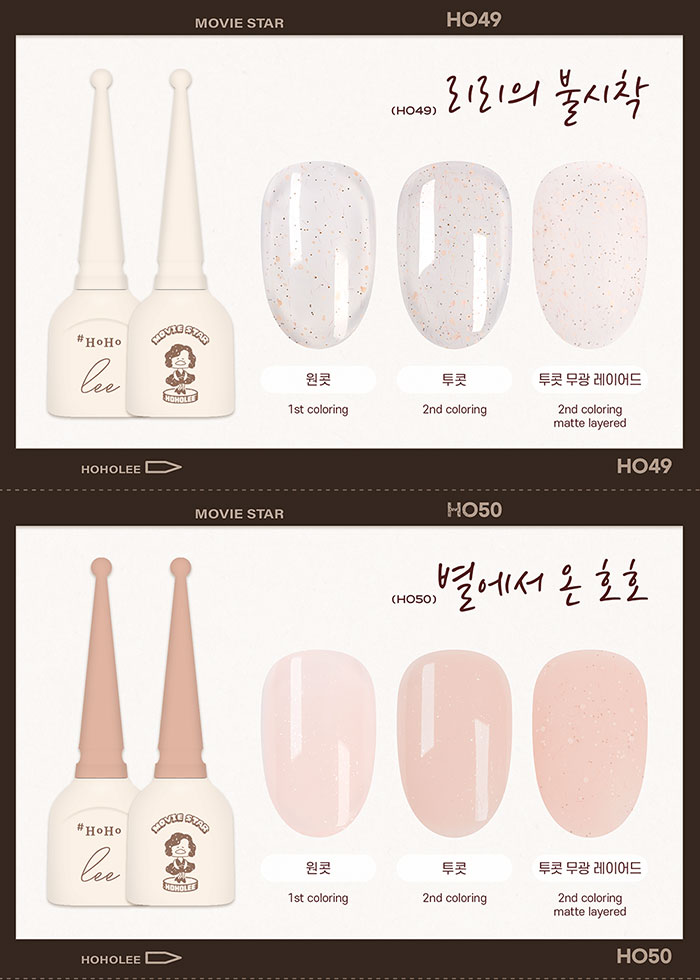 MOVIE STAR
HO49
(HO49) 리리의 불시착
#HoHo
lee
MOVIE STAR
HOHOLEE
원콧
투콧
투콧 무광 레이어드
1st coloring
2nd coloring
2nd coloring
matte layered
HOHOLEE
HO49
MOVIE STAR
HO50
(HO50) 별에서 온 호호
#HoHo
lee
MOVIE STAR
HOHOLEE
원콧
투콧
투콧 무광 레이어드
1st coloring
2nd coloring
2nd coloring
matte layered
HOHOLEE
HO50